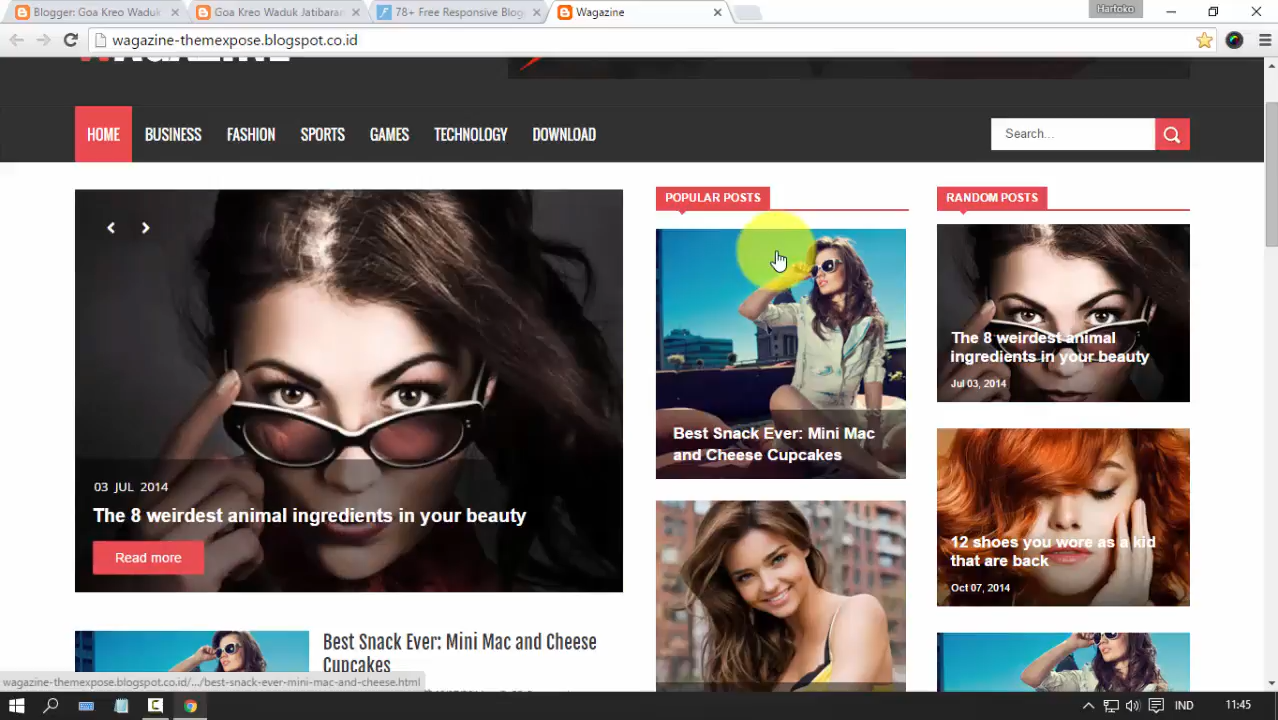 Blogger: Goa Kreo Waduk
Goa Kreo Waduk Jatibaran
78+ Free Responsive Blog
Wagazine
Hartoko
wagazine-themexpose.blogspot.co.id
WAGAZINE
HOME
BUSINESS
FASHION
SPORTS
GAMES
TECHNOLOGY
DOWNLOAD
Search...
03 JUL 2014
The 8 weirdest animal ingredients in your beauty
Read more
Best Snack Ever: Mini Mac and Cheese
Cupcakes
POPULAR POSTS
Best Snack Ever: Mini Mac
and Cheese Cupcakes
RANDOM POSTS
The 8 weirdest animal
ingredients in your beauty
Jul 03, 2014
12 shoes you wore as a kid
that are back
Oct 07, 2014
wagazine-themexpose.blogspot.co.id/.../best-snack-ever-mini-mac-and-cheese.html
IND
11:45